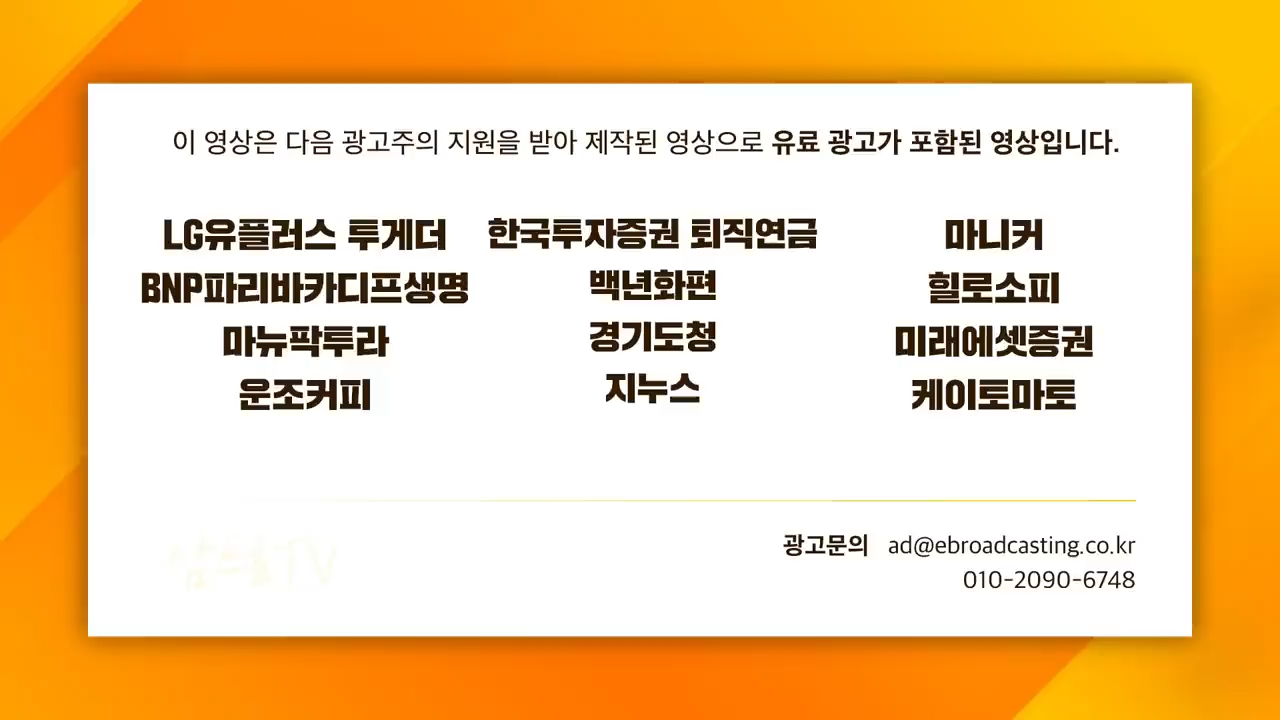 이 영상은 다음 광고주의 지원을 받아 제작된 영상으로 유료 광고가 포함된 영상입니다.
LG유플러스 투게더
BNP파리바카디프생명
마뉴팍투라
운조커피
한국투자증권 퇴직연금
백년화편
경기도청
지누스
마니커
힐로소피
미래에셋증권
케이토마토
광고문의 ad@ebroadcasting.co.kr
010-2090-6748